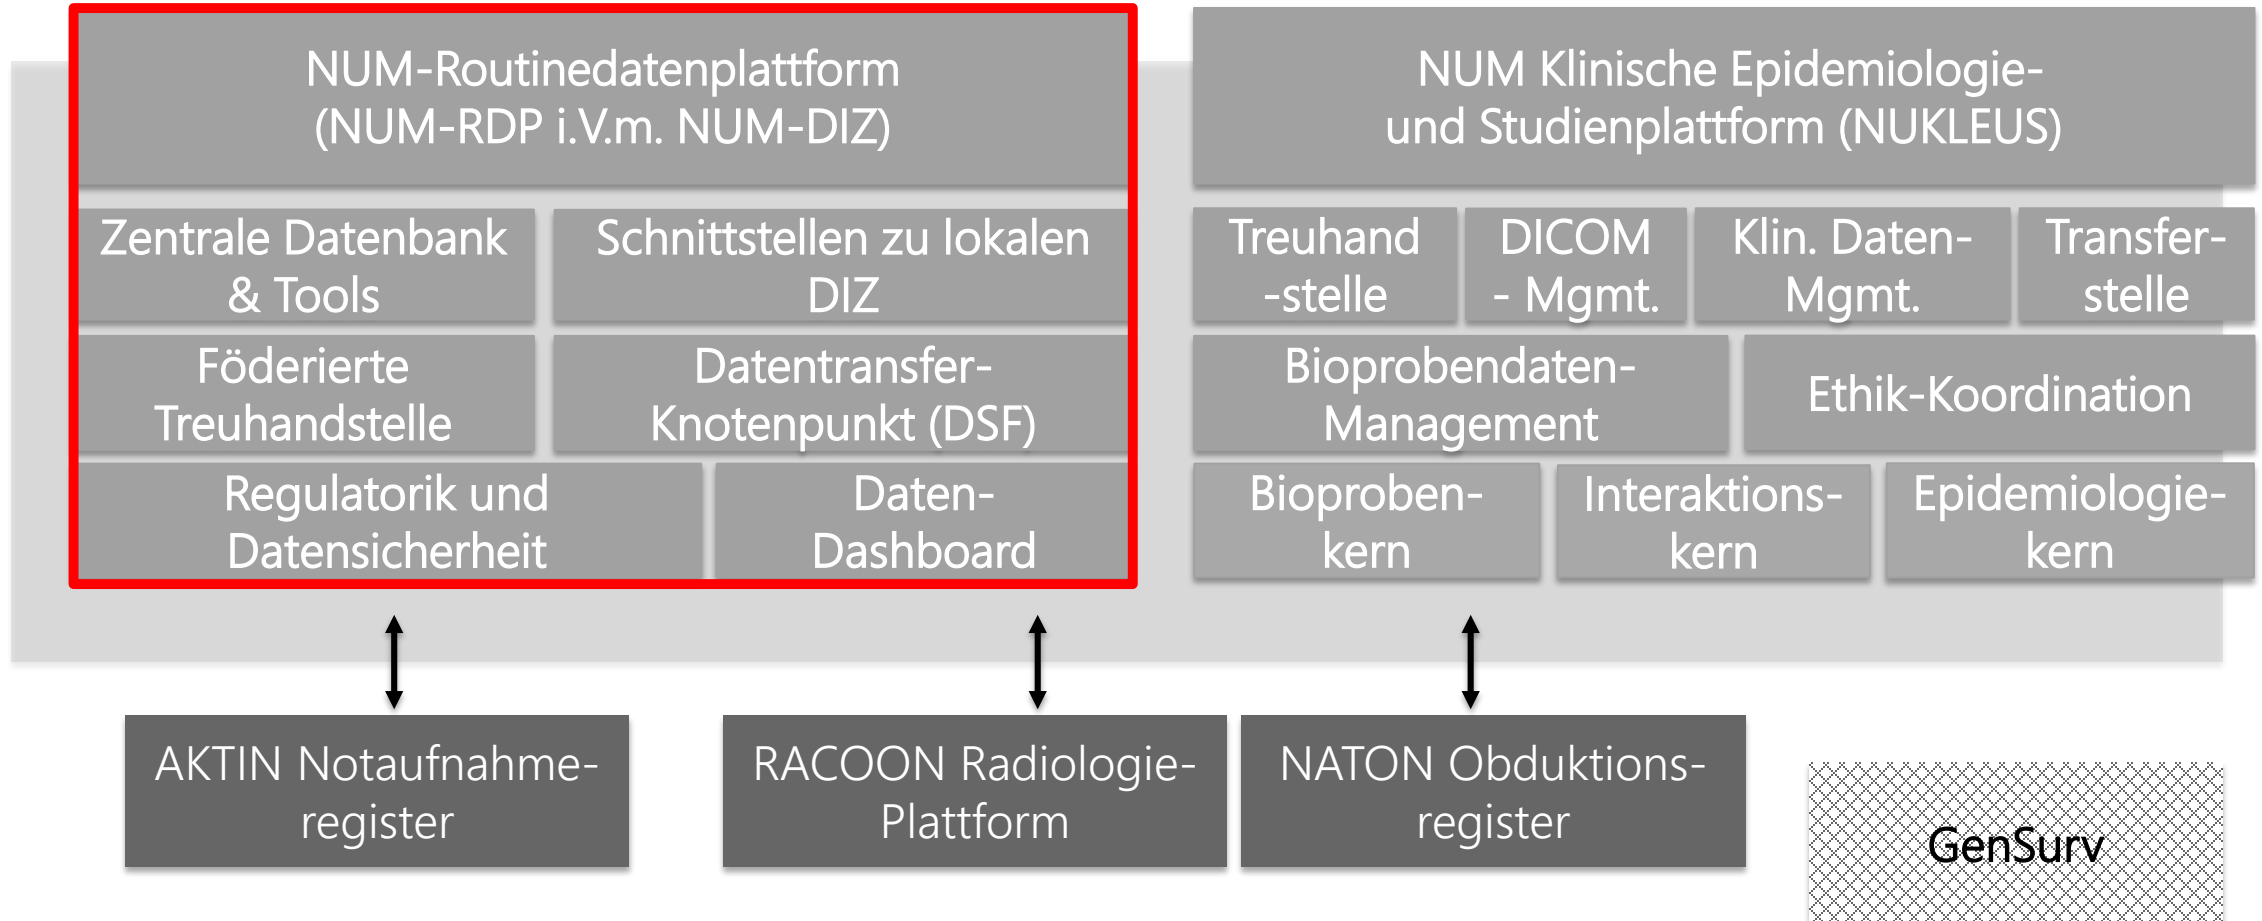 NUM-Routinedatenplattform
(NUM-RDP i.V.m. NUM-DIZ)
Zentrale Datenbank
& Tools
Schnittstellen zu lokalen
DIZ
Föderierte
Treuhandstelle
Datentransfer-
Knotenpunkt (DSF)
Regulatorik und
Datensicherheit
Daten-
Dashboard
NUM Klinische Epidemiologie-
und Studienplattform (NUKLEUS)
Treuhand
-stelle
DICOM
- Mgmt.
Klin. Daten-
Mgmt.
Transfer-
stelle
Bioprobendaten-
Management
Ethik-Koordination
Bioproben-
kern
Interaktions-
kern
Epidemiologie-
kern
AKTIN Notaufnahme-
register
RACOON Radiologie-
Plattform
NATON Obduktions-
register
GenSurv